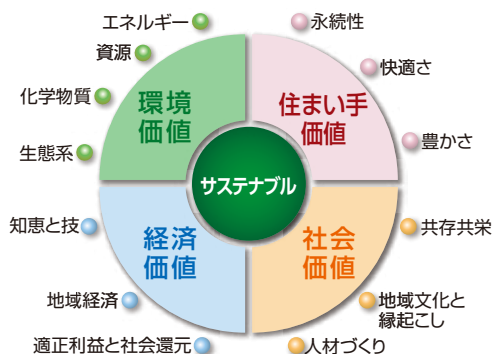 エネルギー
資源
化学物質
生態系
環境
価値
永続性
快適さ
豊かさ
住まい手
価値
サステナブル
知恵と技
地域経済
適正利益と社会還元
経済
価値
共存共栄
地域文化と
縁起こし
人材づくり
社会
価値